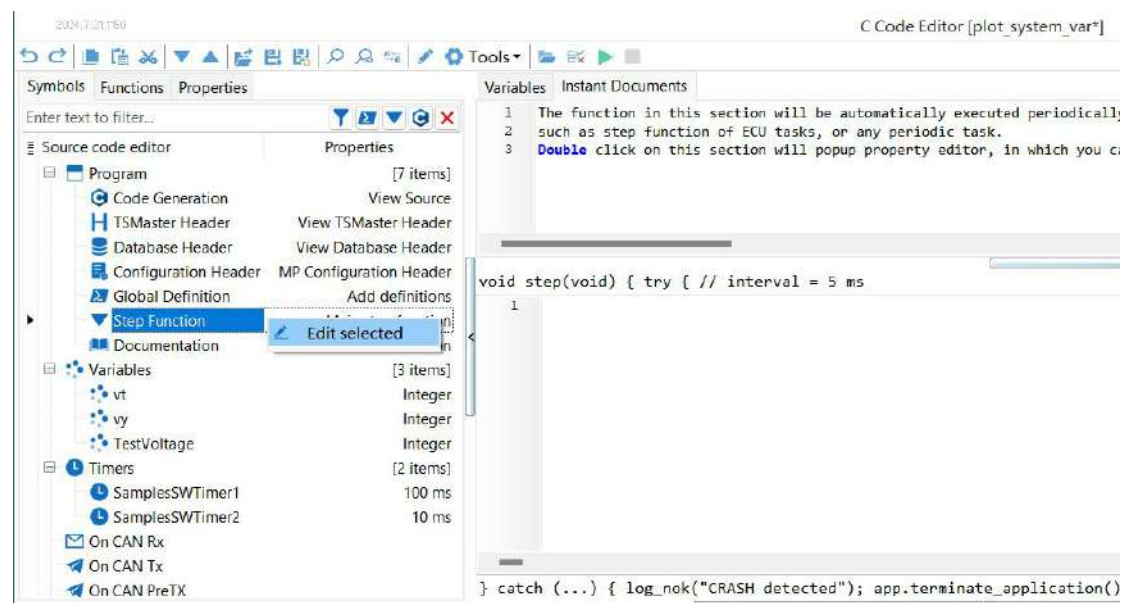 2024.7.21 1150
C Code Editor [plot_system_var*]
Tools
Symbols Functions Properties
Variables Instant Documents
Enter text to filter...
1 The function in this section will be automatically executed periodically
2 such as step function of ECU tasks, or any periodic task.
3 Double click on this section will popup property editor, in which you c
Source code editor Properties
Program [7 items]
Code Generation View Source
TSMaster Header View TSMaster Header
Database Header View Database Header
Configuration Header MP Configuration Header
Global Definition Add definitions
Step Function
Edit selected
Documentation
Variables [3 items]
vt Integer
vy Integer
TestVoltage Integer
Timers [2 items]
SamplesSWTimer1 100 ms
SamplesSWTimer2 10 ms
On CAN Rx
On CAN Tx
On CAN PreTX
void step(void) { try { // interval = 5 ms
1
} catch (...) { log_nok("CRASH detected"); app.terminate_application()